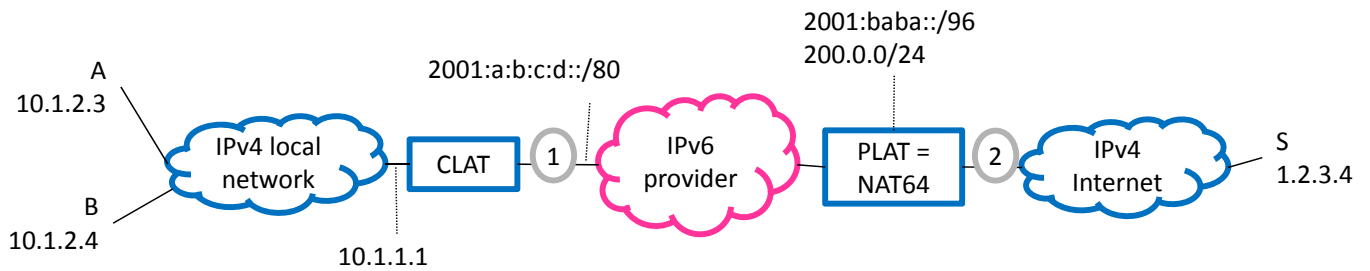 2001:baba::/96
200.0.0/24
2001:a:b:c:d::/80
A
10.1.2.3
IPv4 local
network
CLAT
1
IPv6
provider
PLAT =
NAT64
2
IPv4
Internet
S
1.2.3.4
B
10.1.2.4
10.1.1.1